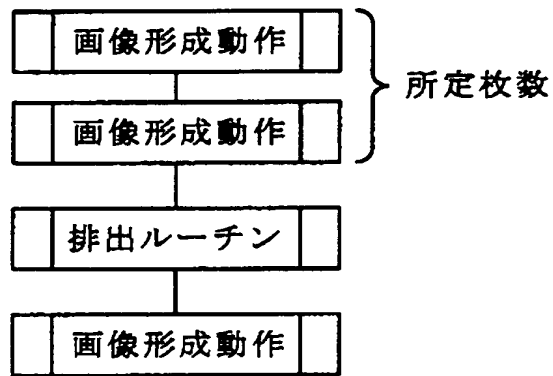 画像形成動作
所定枚数
画像形成動作
排出ルーチン
画像形成動作